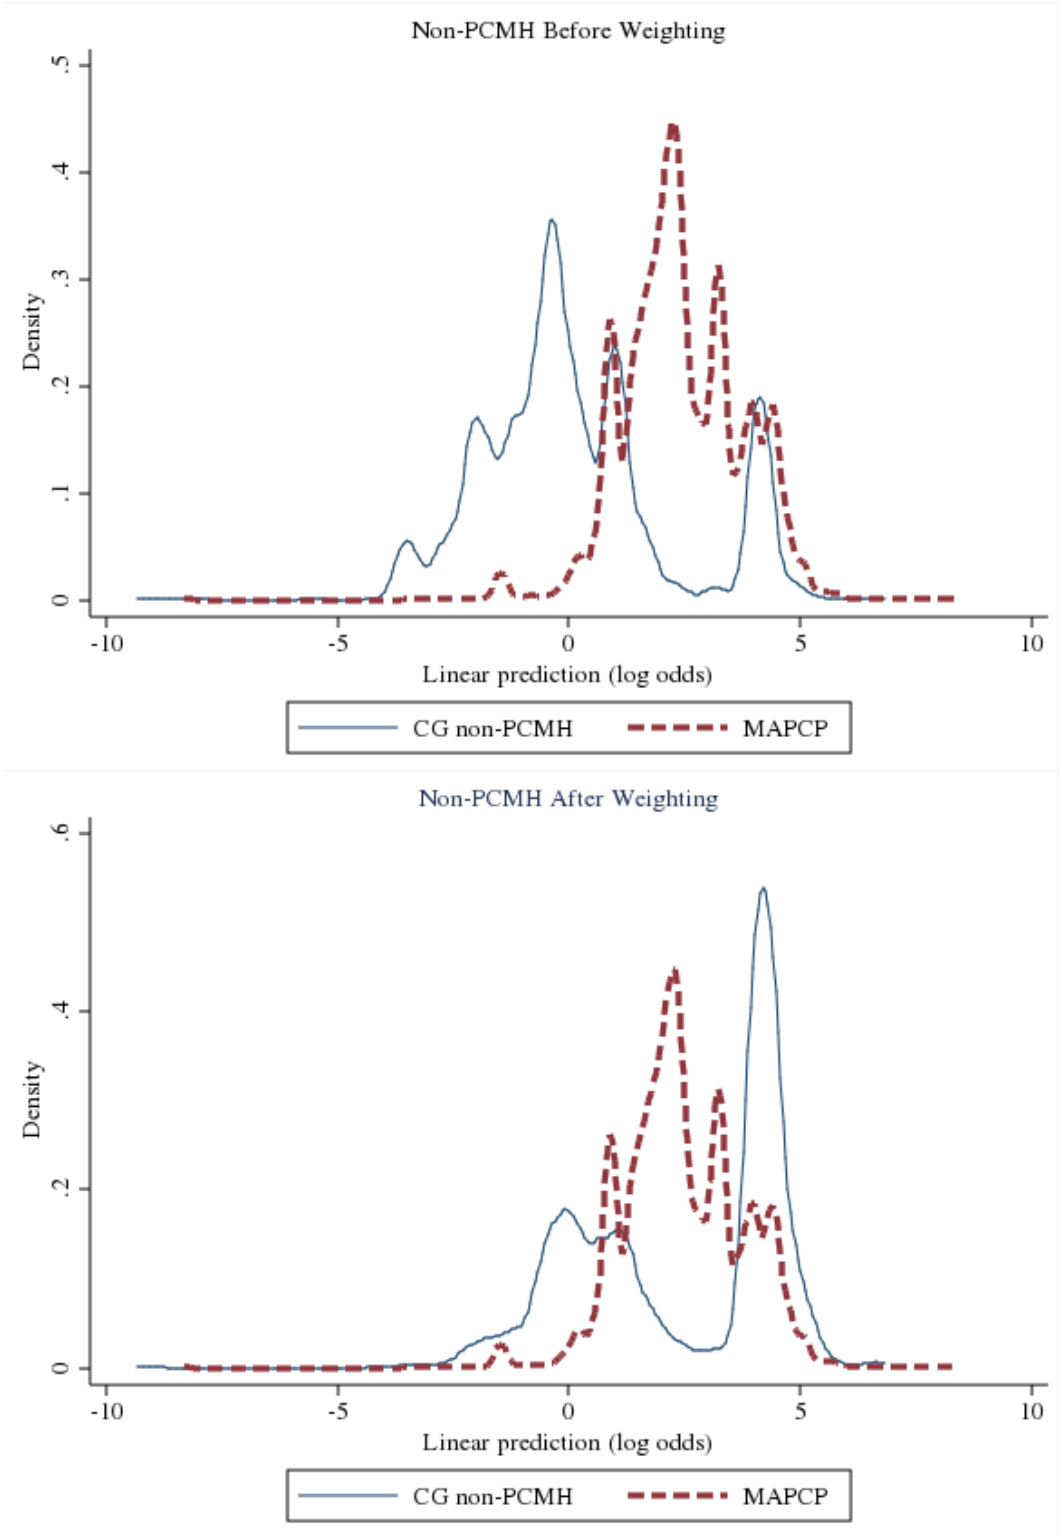 Non-PCMH Before Weighting
.5
.4
.3
.2
.1
0
Density
-10 -5 0 5 10
Linear prediction (log odds)
CG non-PCMH MAPCP
Non-PCMH After Weighting
.6
.4
.2
0
Density
-10 -5 0 5 10
Linear prediction (log odds)
CG non-PCMH MAPCP